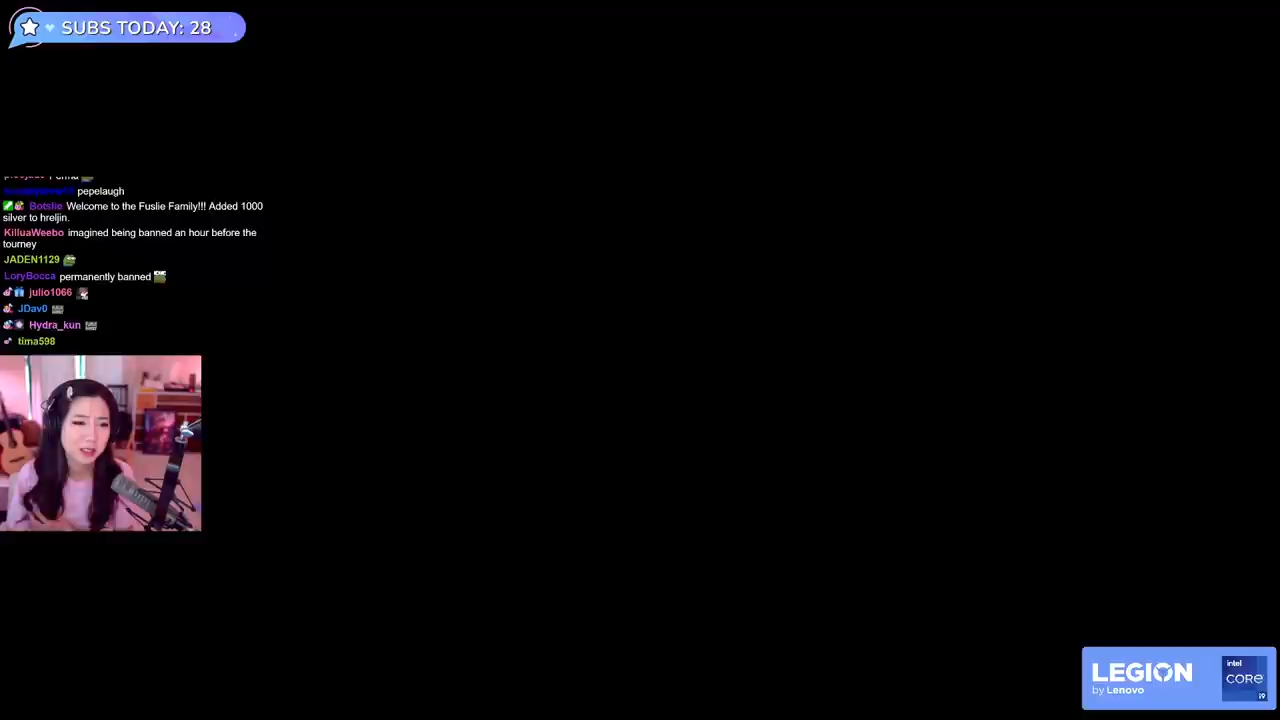 SUBS TODAY: 28
pepelaugh
Botslie Welcome to the Fuslie Family!!! Added 1000
silver to hreljin.
KilluaWeebo imagined being banned an hour before the
tourney
JADEN1129
LoryBocca permanently banned
julio1066
JDav0
Hydra_kun
tima598
LEGION
by Lenovo
intel
CORE
i9